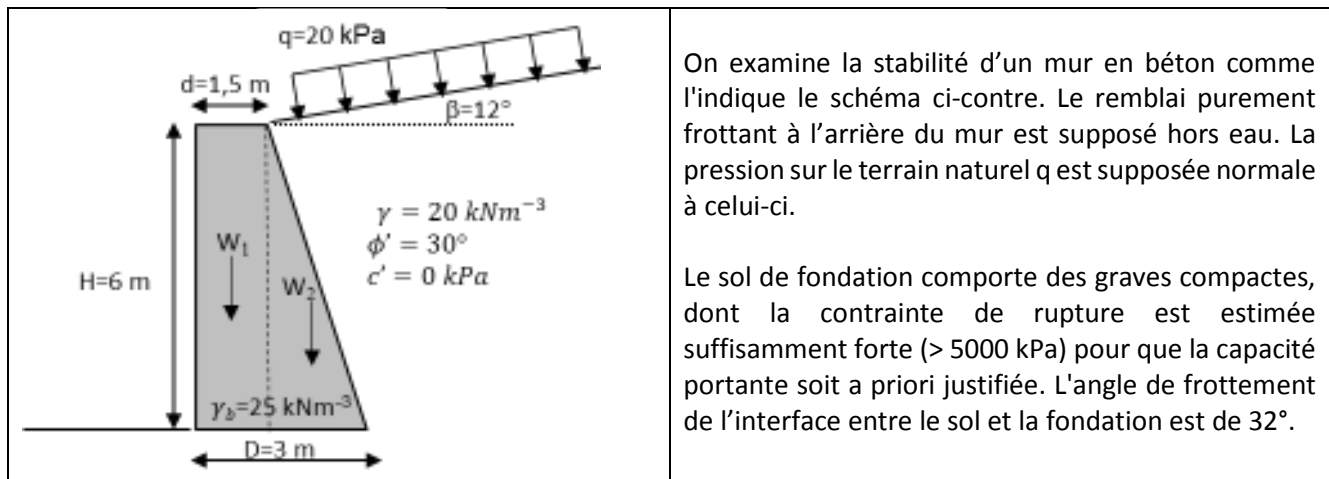 q=20 kPa
d=1,5 m
β=12°
γ = 20 kNm⁻³
ϕ' = 30°
c' = 0 kPa
W₁
H=6 m
W₂
γb=25 kNm⁻³
D=3 m
On examine la stabilité d’un mur en béton comme
l'indique le schéma ci-contre. Le remblai purement
frottant à l’arrière du mur est supposé hors eau. La
pression sur le terrain naturel q est supposée normale
à celui-ci.
Le sol de fondation comporte des graves compactes,
dont la contrainte de rupture est estimée
suffisamment forte (> 5000 kPa) pour que la capacité
portante soit a priori justifiée. L'angle de frottement
de l’interface entre le sol et la fondation est de 32°.